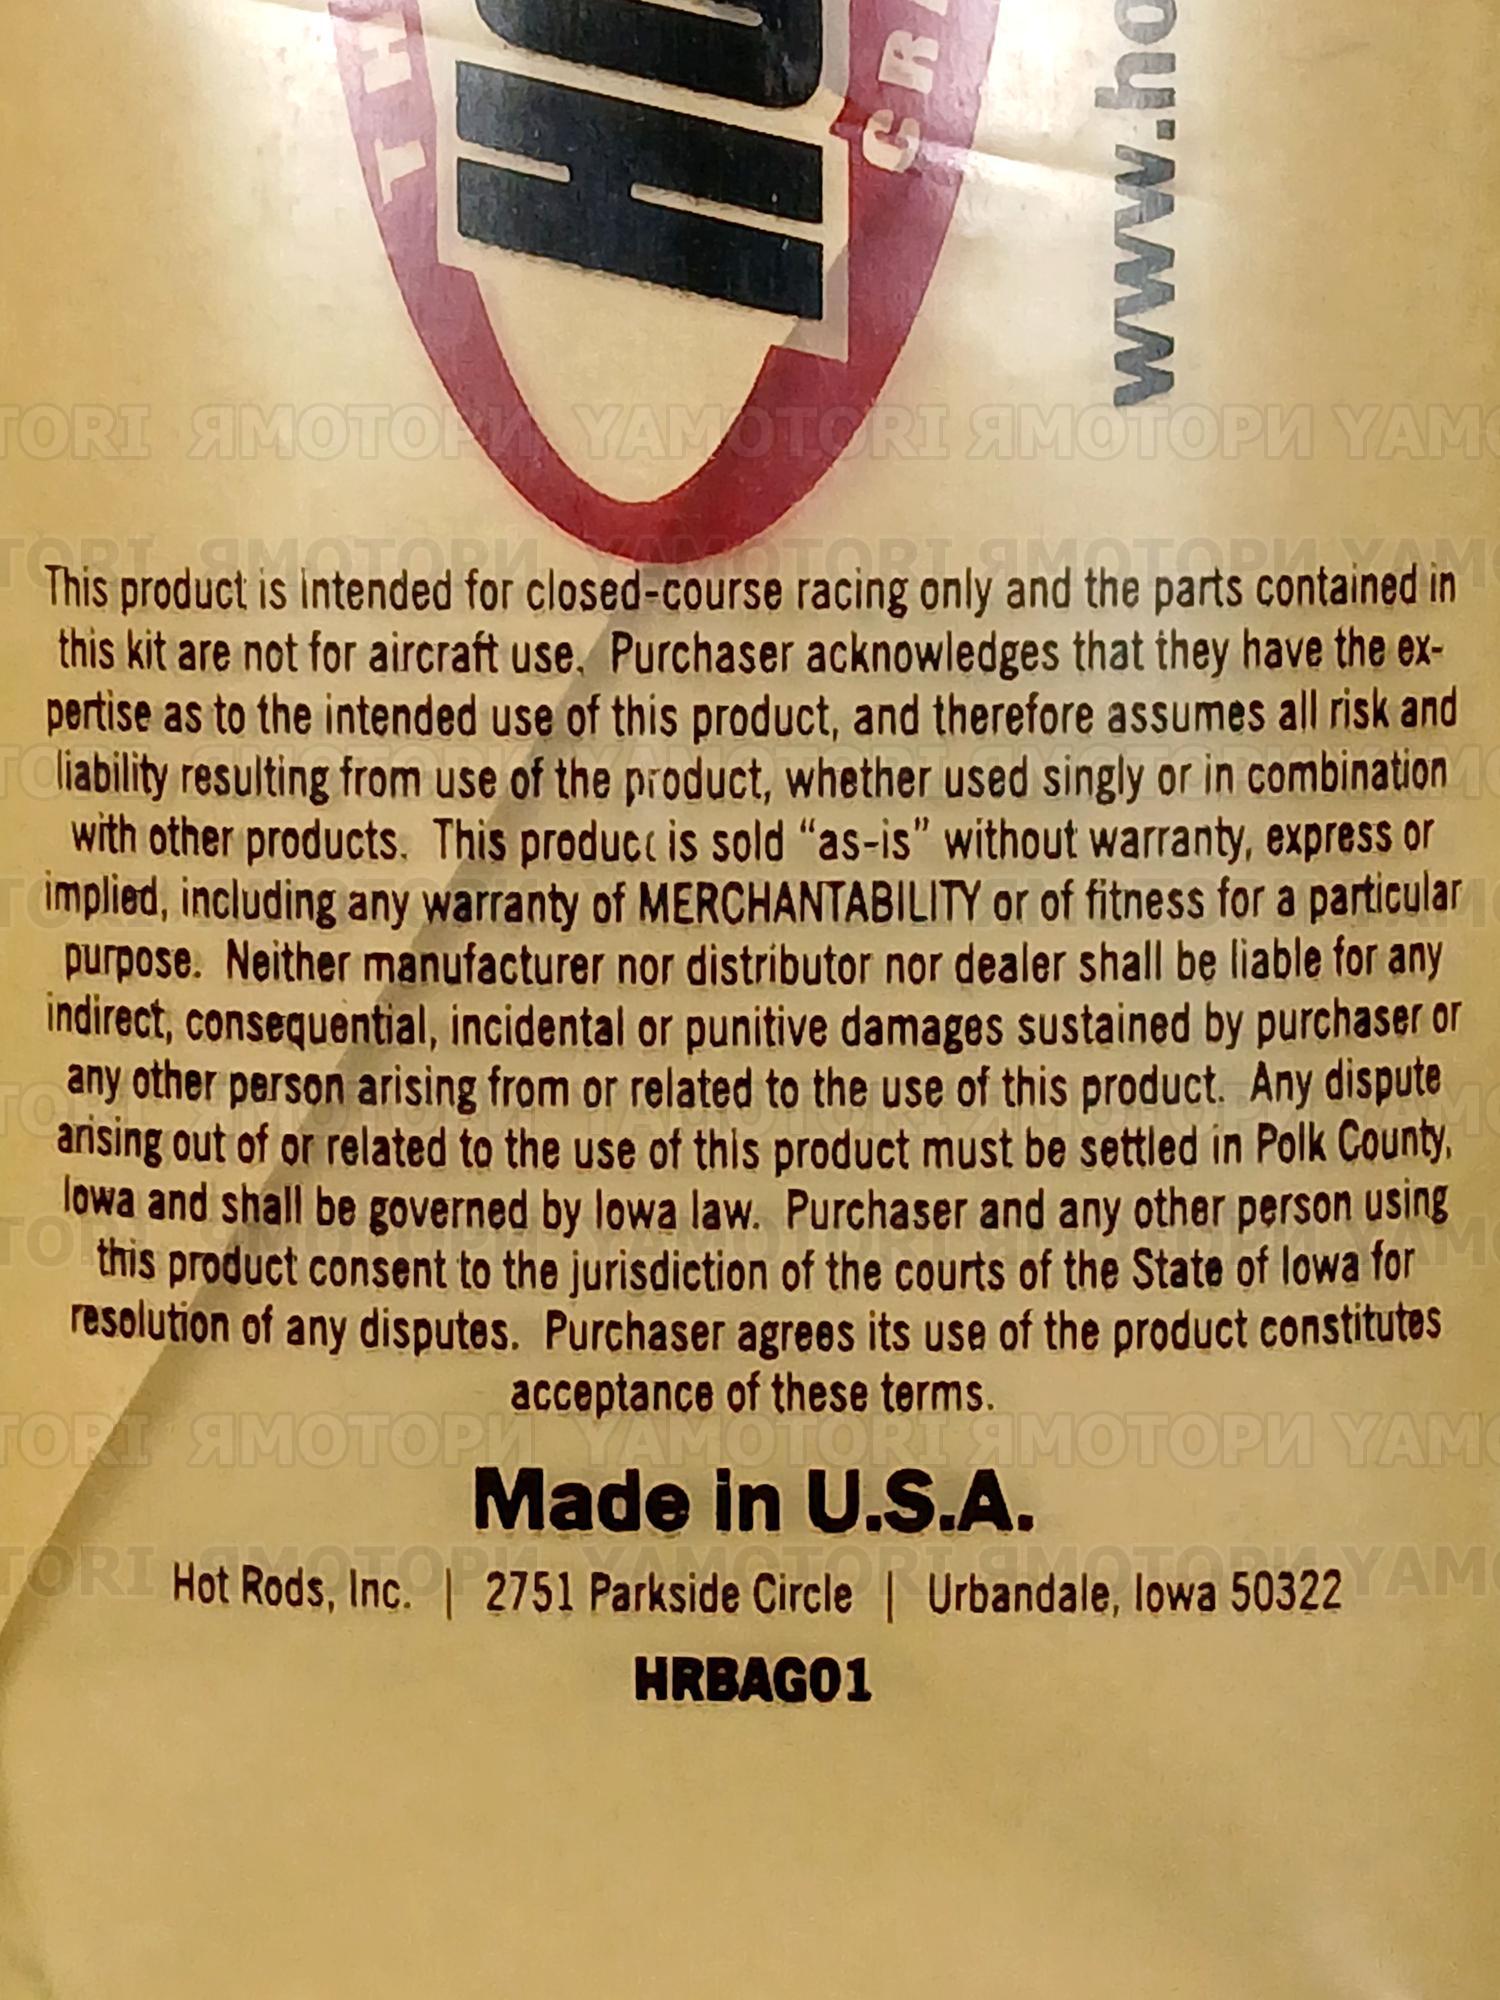 TH
HO
CR
www.ho
This product is intended for closed-course racing only and the parts contained in
this kit are not for aircraft use. Purchaser acknowledges that they have the ex-
pertise as to the intended use of this product, and therefore assumes all risk and
liability resulting from use of the product, whether used singly or in combination
with other products. This product is sold “as-is” without warranty, express or
implied, including any warranty of MERCHANTABILITY or of fitness for a particular
purpose. Neither manufacturer nor distributor nor dealer shall be liable for any
indirect, consequential, incidental or punitive damages sustained by purchaser or
any other person arising from or related to the use of this product. Any dispute
arising out of or related to the use of this product must be settled in Polk County,
Iowa and shall be governed by Iowa law. Purchaser and any other person using
this product consent to the jurisdiction of the courts of the State of Iowa for
resolution of any disputes. Purchaser agrees its use of the product constitutes
acceptance of these terms.
Made in U.S.A.
Hot Rods, Inc. | 2751 Parkside Circle | Urbandale, Iowa 50322
HRBAG01
TORI ЯМОТОРИ YAMOTORI ЯМОТОРИ YAMO